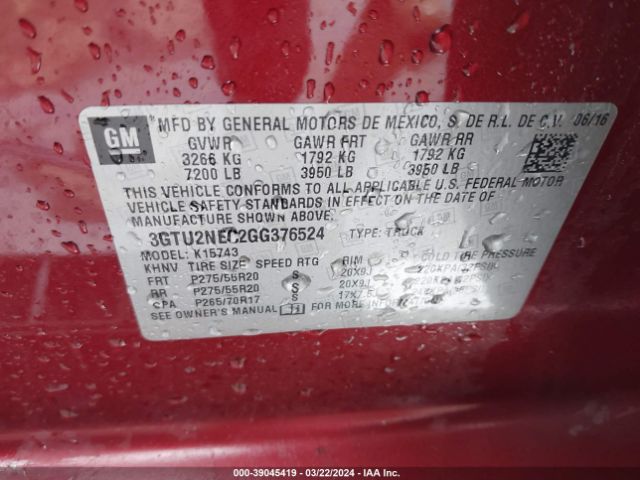 GM
MFD BY GENERAL MOTORS DE MEXICO, S. DE R.L. DE C.V. 06/16
GVWR GAWR FRT GAWR RR
3266 KG 1792 KG 1792 KG
7200 LB 3950 LB 3950 LB
THIS VEHICLE CONFORMS TO ALL APPLICABLE U.S. FEDERAL MOTOR
VEHICLE SAFETY STANDARDS IN EFFECT ON THE DATE OF
MANUFACTURE SHOWN ABOVE.
3GTU2NEC2GG376524 TYPE: TRUCK
MODEL: K15743
KHNV TIRE SIZE SPEED RTG RIM COLD TIRE PRESSURE
FRT P275/55R20 S 20X9J
RR P275/55R20 S 20X9J
SPA P265/70R17 S
SEE OWNER'S MANUAL FOR MORE INFORMATION
(VEHICLE: 39045419 - 03/22/2024 - IAA Inc.)